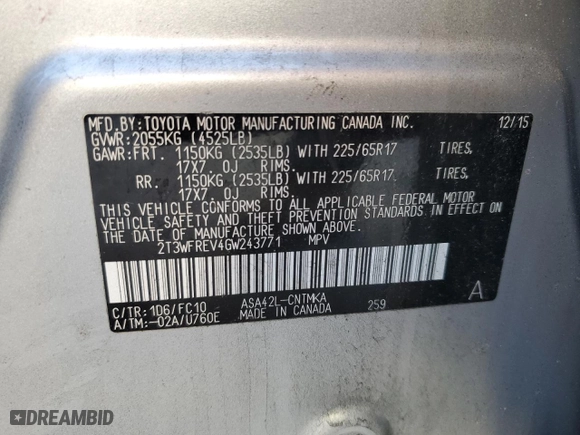 MFD.BY:TOYOTA MOTOR MANUFACTURING CANADA INC. 12/15
GVWR:2055KG (4525LB)
GAWR:FRT. 1150KG (2535LB) WITH 225/65R17 TIRES,
17X7.0J RIMS.
RR. 1150KG (2535LB) WITH 225/65R17 TIRES,
17X7.0J RIMS.
THIS VEHICLE CONFORMS TO ALL APPLICABLE FEDERAL MOTOR
VEHICLE SAFETY AND THEFT PREVENTION STANDARDS IN EFFECT
ON THE DATE OF MANUFACTURE SHOWN ABOVE.
2T3WFREV4GW243771 MPV
A
C/TR:1D6/FC10 ASA42L-CNTMKA 259
A/TM:-02A/U760E MADE IN CANADA
DREAMBID